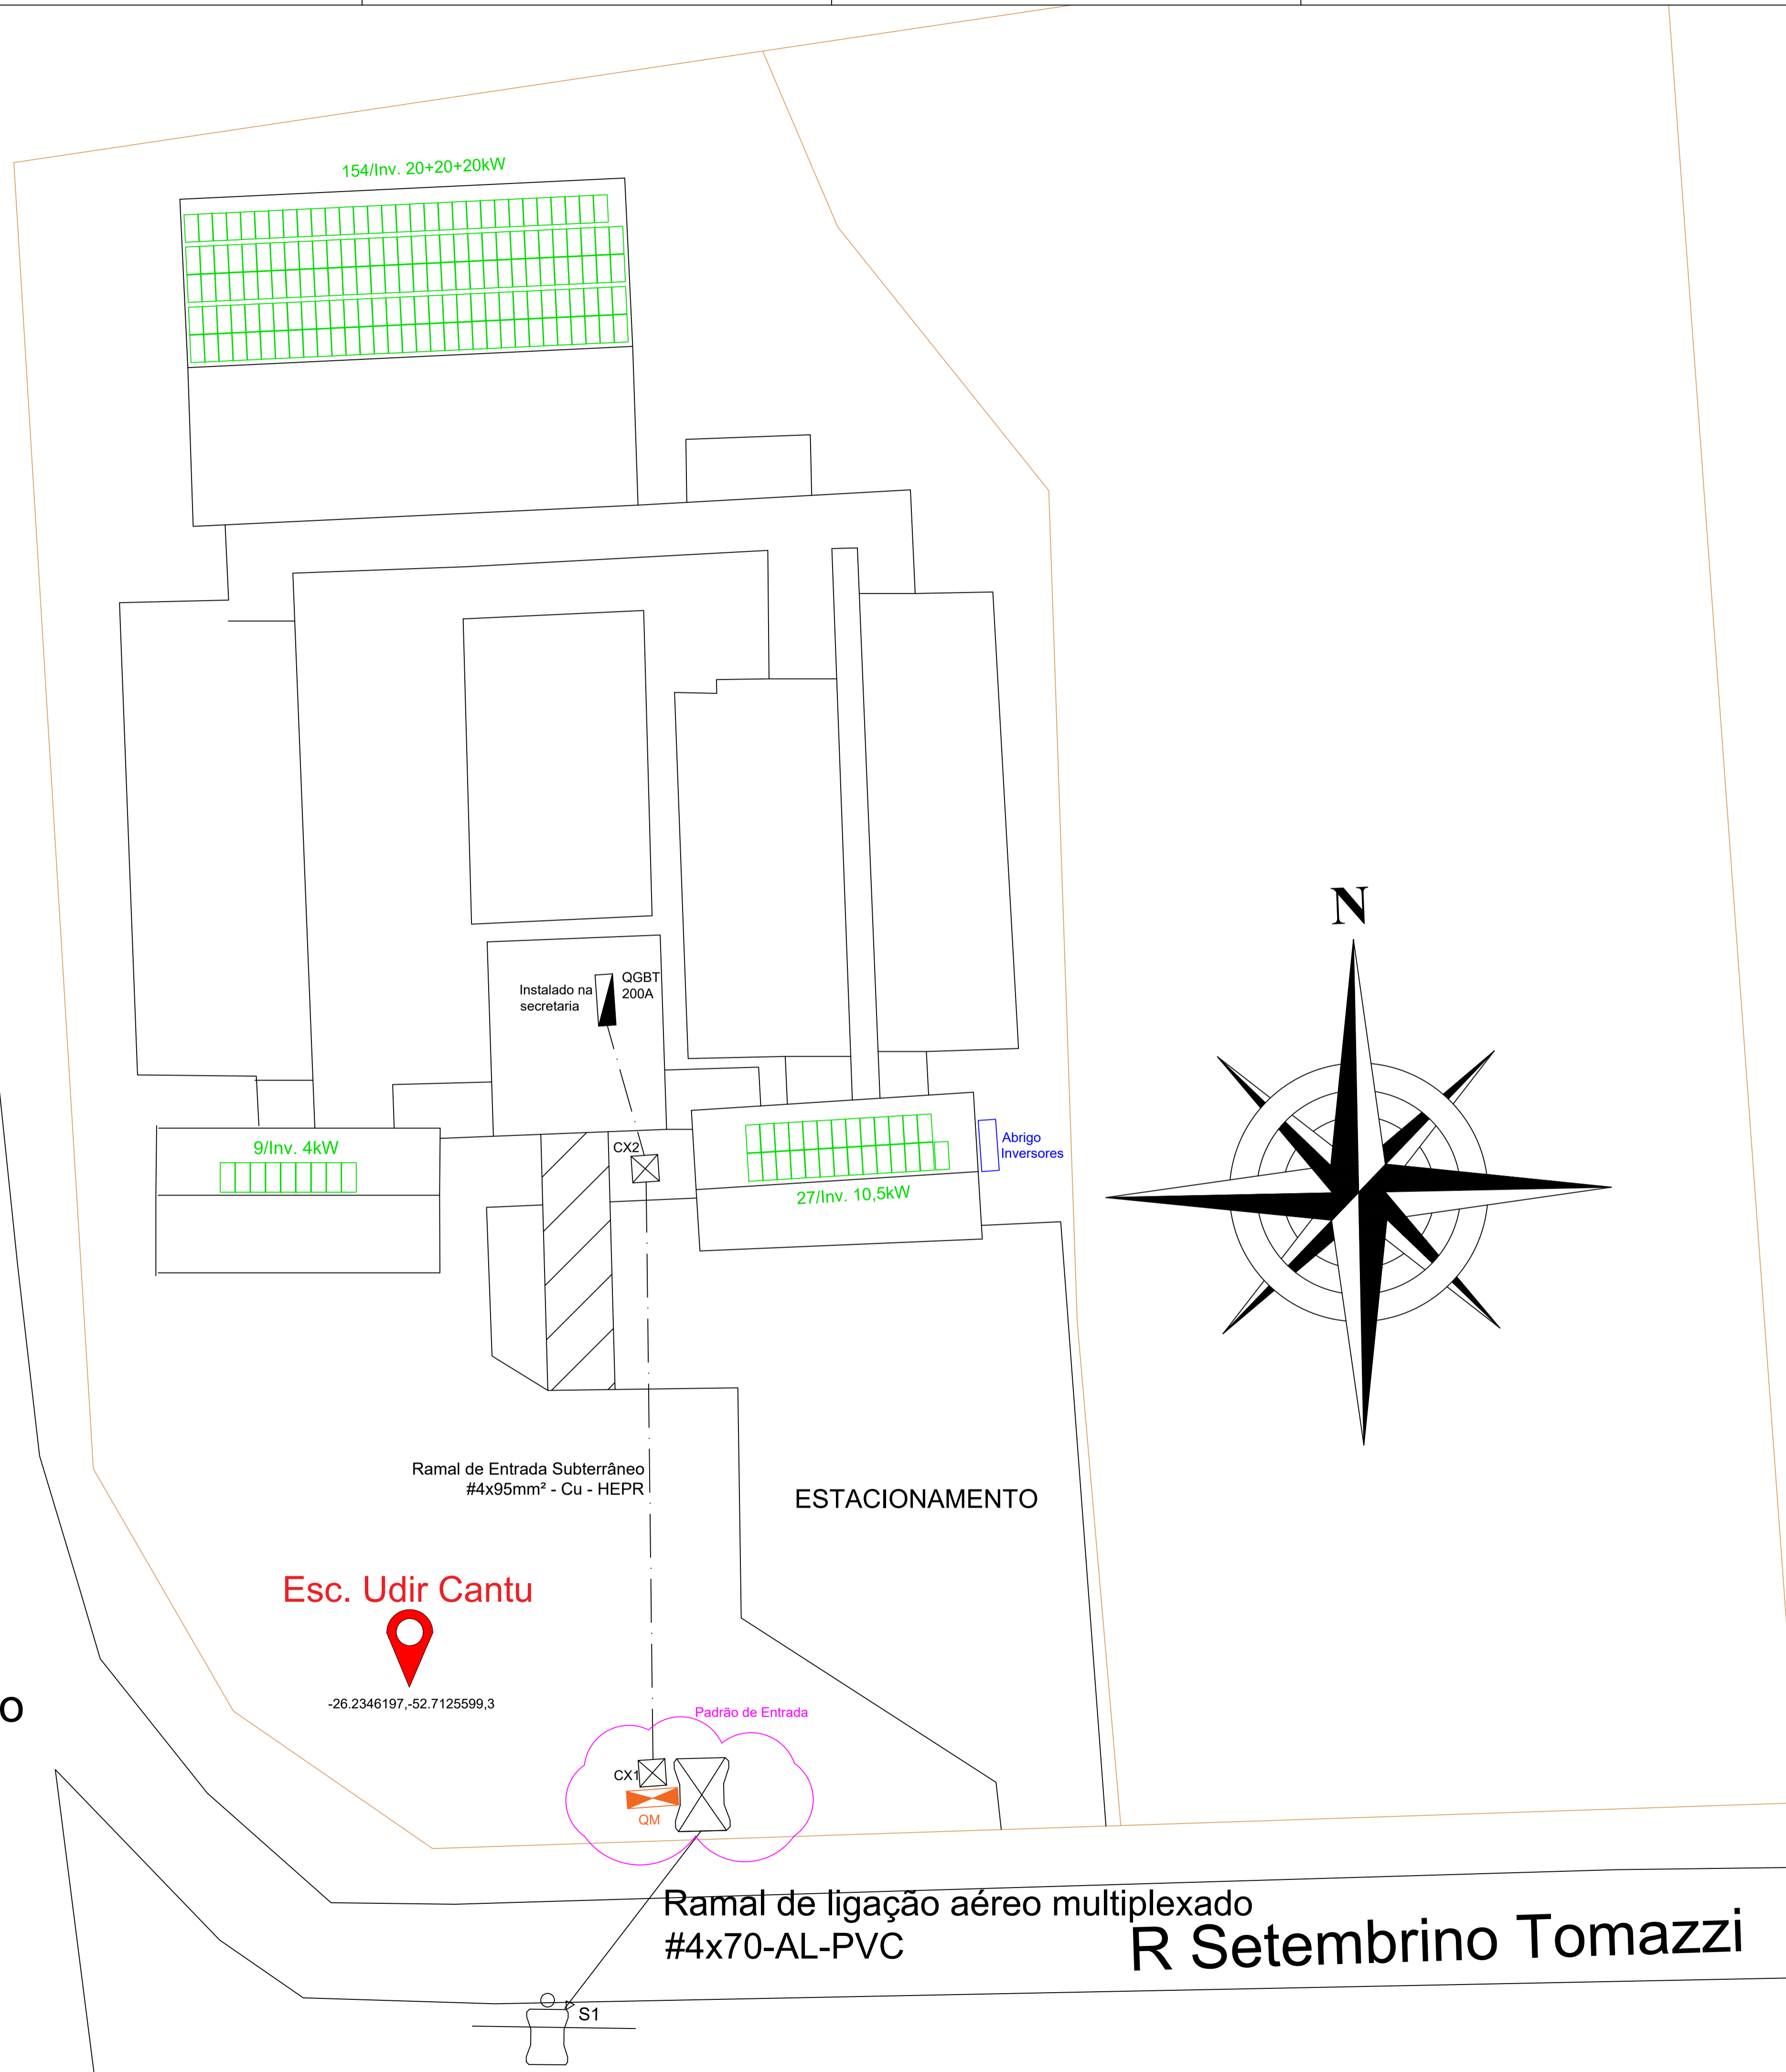 154/Inv. 20+20+20kW
N
Instalado na
secretaria
QGBT
200A
CX2
9/Inv. 4kW
27/Inv. 10,5kW
Abrigo
Inversores
Ramal de Entrada Subterrâneo
#4x95mm² - Cu - HEPR
ESTACIONAMENTO
Esc. Udir Cantu
-26.2346197,-52.7125599,3
o
Padrão de Entrada
CX1
QM
Ramal de ligação aéreo multiplexado
#4x70-AL-PVC
R Setembrino Tomazzi
S1